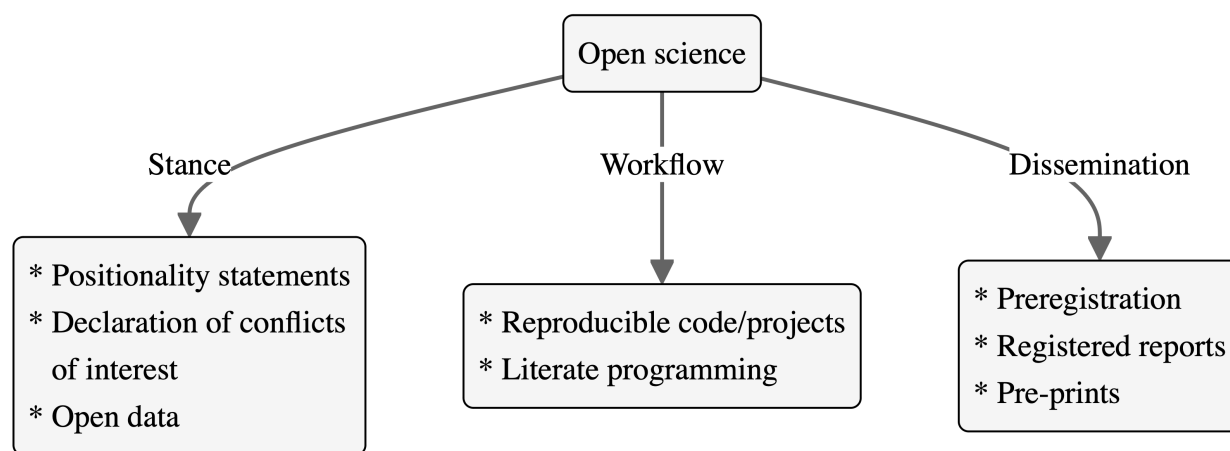 Open science
Stance
Workflow
Dissemination
* Positionality statements
* Declaration of conflicts
of interest
* Open data
* Reproducible code/projects
* Literate programming
* Preregistration
* Registered reports
* Pre-prints